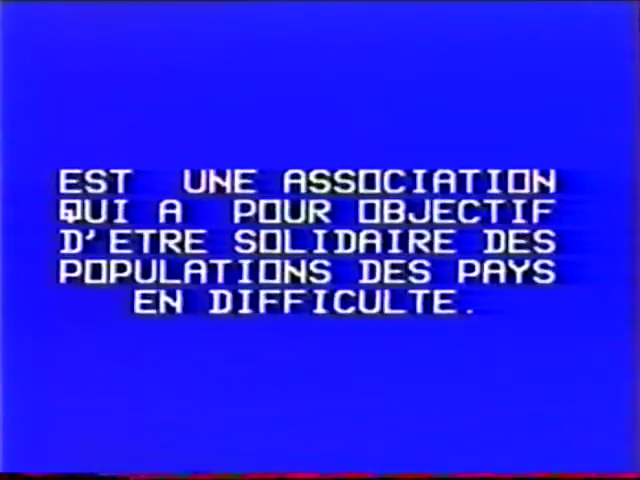 EST UNE ASSOCIATION
QUI A POUR OBJECTIF
D'ETRE SOLIDAIRE DES
POPULATIONS DES PAYS
EN DIFFICULTE.